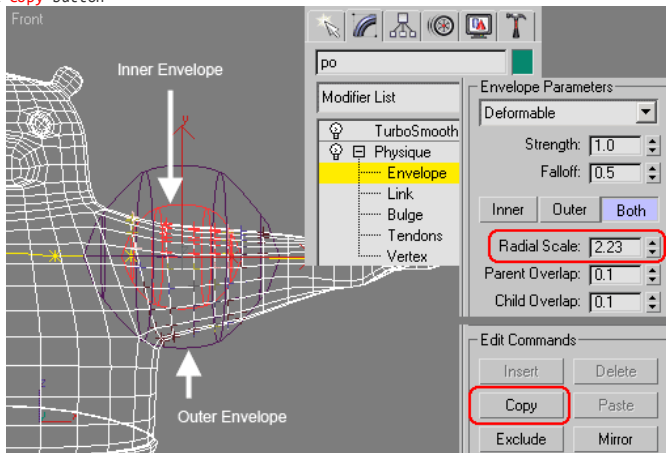 Copy button
Front
Inner Envelope
y
z
Outer Envelope
po
Modifier List
TurboSmooth
Physique
Envelope
Link
Bulge
Tendons
Vertex
Envelope Parameters
Deformable
Strength: 1.0
Falloff: 0.5
Inner Outer Both
Radial Scale: 2.23
Parent Overlap: 0.1
Child Overlap: 0.1
Edit Commands
Insert Delete
Copy Paste
Exclude Mirror